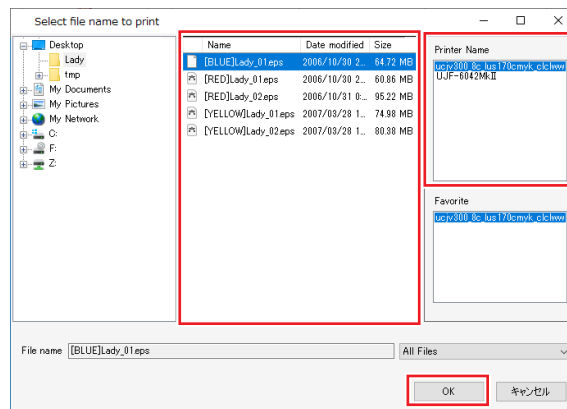 Select file name to print
Desktop
Lady
tmp
My Documents
My Pictures
My Network
C:
F:
Z:
Name Date modified Size
[BLUE]Lady_01.eps 2006/10/30 2... 64.72 MB
[RED]Lady_01.eps 2006/10/30 2... 60.86 MB
[RED]Lady_02.eps 2006/10/31 0:... 95.22 MB
[YELLOW]Lady_01.eps 2007/03/28 1... 74.98 MB
[YELLOW]Lady_02.eps 2007/03/28 1... 80.38 MB
Printer Name
ucjv300_8c_lus170cmyk_clclww
UJF-6042MkⅡ
Favorite
ucjv300_8c_lus170cmyk_clclww
File name [BLUE]Lady_01.eps All Files
OK キャンセル